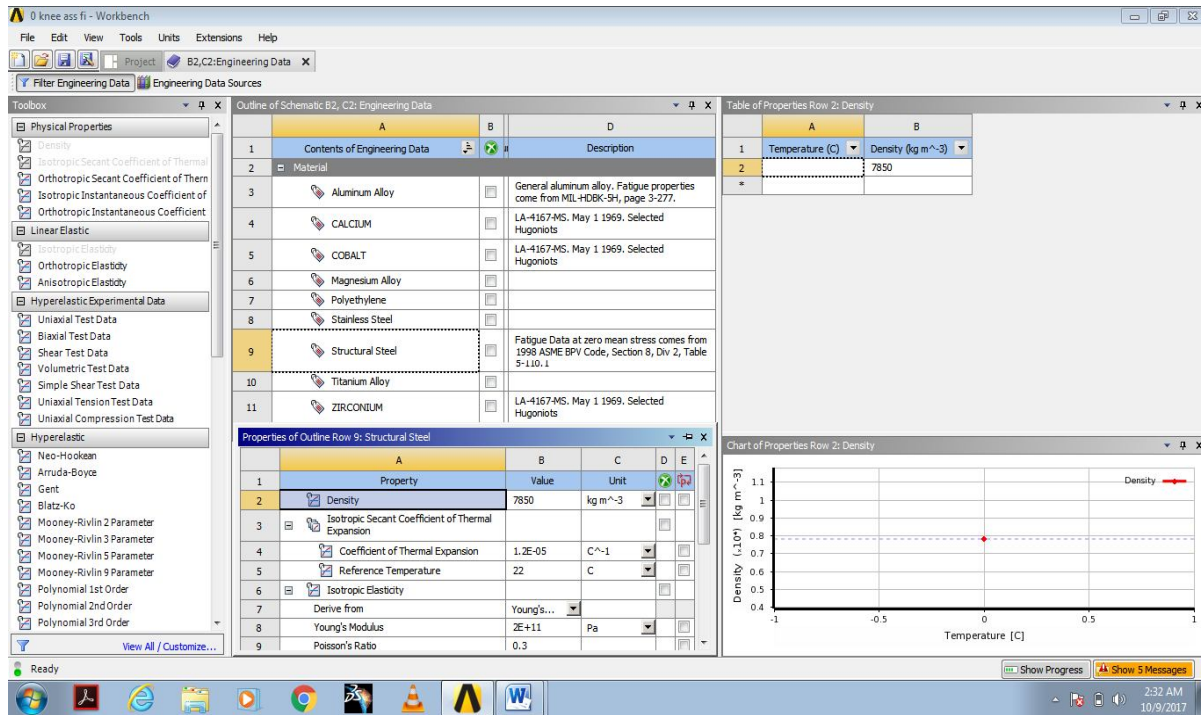 0 knee ass fi - Workbench
File Edit View Tools Units Extensions Help
Project B2,C2:Engineering Data X
Filter Engineering Data Engineering Data Sources
Toolbox
Physical Properties
Density
Isotropic Secant Coefficient of Thermal
Orthotropic Secant Coefficient of Therm
Isotropic Instantaneous Coefficient of
Orthotropic Instantaneous Coefficient
Linear Elastic
Isotropic Elasticity
Orthotropic Elasticity
Anisotropic Elasticity
Hyperelastic Experimental Data
Uniaxial Test Data
Biaxial Test Data
Shear Test Data
Volumetric Test Data
Simple Shear Test Data
Uniaxial Tension Test Data
Uniaxial Compression Test Data
Hyperelastic
Neo-Hookean
Arruda-Boyce
Gent
Blatz-Ko
Mooney-Rivlin 2 Parameter
Mooney-Rivlin 3 Parameter
Mooney-Rivlin 5 Parameter
Mooney-Rivlin 9 Parameter
Polynomial 1st Order
Polynomial 2nd Order
Polynomial 3rd Order
View All / Customize...
Outline of Schematic B2, C2: Engineering Data
A B D
1 Contents of Engineering Data Description
2 Material
3 Aluminum Alloy General aluminum alloy. Fatigue properties
come from MIL-HDBK-5H, page 3-277.
4 CALCIUM LA-4167-MS. May 1 1969. Selected
Hugoniots
5 COBALT LA-4167-MS. May 1 1969. Selected
Hugoniots
6 Magnesium Alloy
7 Polyethylene
8 Stainless Steel
9 Structural Steel Fatigue Data at zero mean stress comes from
1998 ASME BPV Code, Section 8, Div 2, Table
5-110.1
10 Titanium Alloy
11 ZIRCONIUM LA-4167-MS. May 1 1969. Selected
Hugoniots
Properties of Outline Row 9: Structural Steel
A B C D E
1 Property Value Unit
2 Density 7850 kg m^-3
3 Isotropic Secant Coefficient of Thermal
Expansion
4 Coefficient of Thermal Expansion 1.2E-05 C^-1
5 Reference Temperature 22 C
6 Isotropic Elasticity
7 Derive from Young's...
8 Young's Modulus 2E+11 Pa
9 Poisson's Ratio 0.3
Table of Properties Row 2: Density
A B
1 Temperature (C) Density (kg m^-3)
2 7850
*
Chart of Properties Row 2: Density
Density
1.1
1
0.9
0.8
0.7
0.6
0.5
0.4
Density (x10^4) [kg m^-3]
-1 -0.5 0 0.5 1
Temperature [C]
Ready
Show Progress Show 5 Messages
2:32 AM
10/9/2017